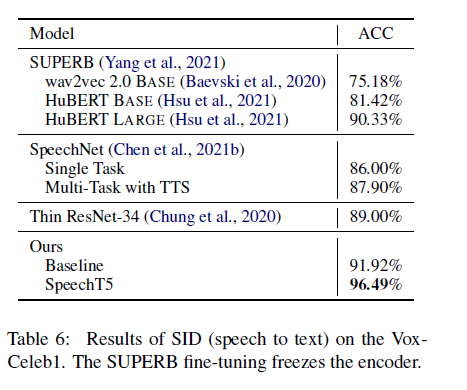 Model ACC
SUPERB (Yang et al., 2021)
wav2vec 2.0 BASE (Baevski et al., 2020) 75.18%
HuBERT BASE (Hsu et al., 2021) 81.42%
HuBERT LARGE (Hsu et al., 2021) 90.33%
SpeechNet (Chen et al., 2021b)
Single Task 86.00%
Multi-Task with TTS 87.90%
Thin ResNet-34 (Chung et al., 2020) 89.00%
Ours
Baseline 91.92%
SpeechT5 96.49%
Table 6: Results of SID (speech to text) on the Vox-
Celeb1. The SUPERB fine-tuning freezes the encoder.